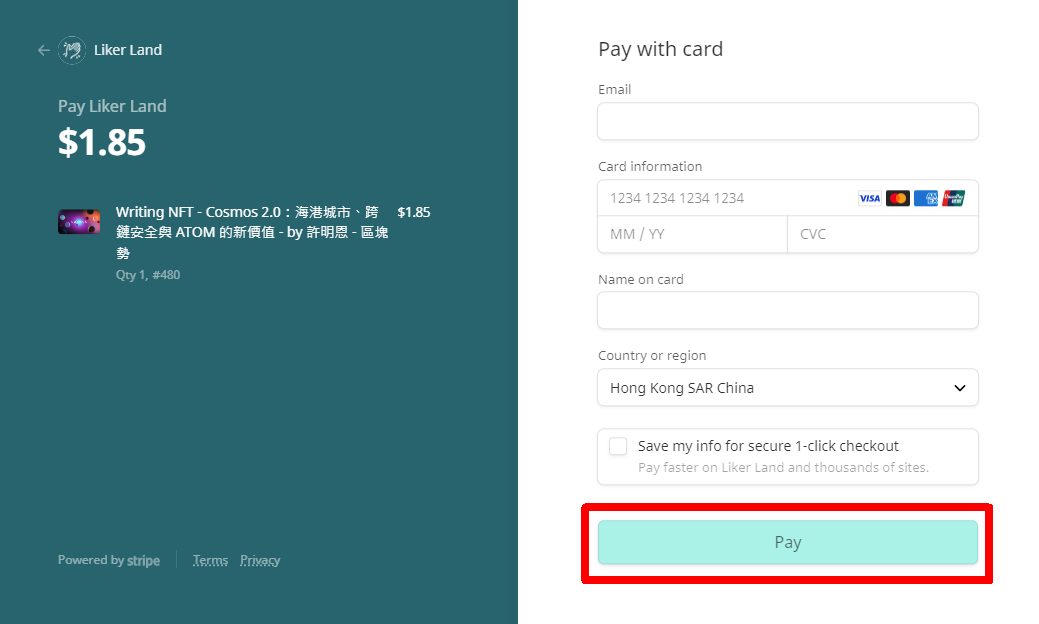 Liker Land
Pay Liker Land
$1.85
Writing NFT - Cosmos 2.0：海港城市、跨 $1.85
鏈安全與 ATOM 的新價值 - by 許明恩 - 區塊
勢
Qty 1, #480
Powered by stripe
Terms Privacy
Pay with card
Email
Card information
1234 1234 1234 1234 VISA
MM / YY CVC
Name on card
Country or region
Hong Kong SAR China
Save my info for secure 1-click checkout
Pay faster on Liker Land and thousands of sites.
Pay